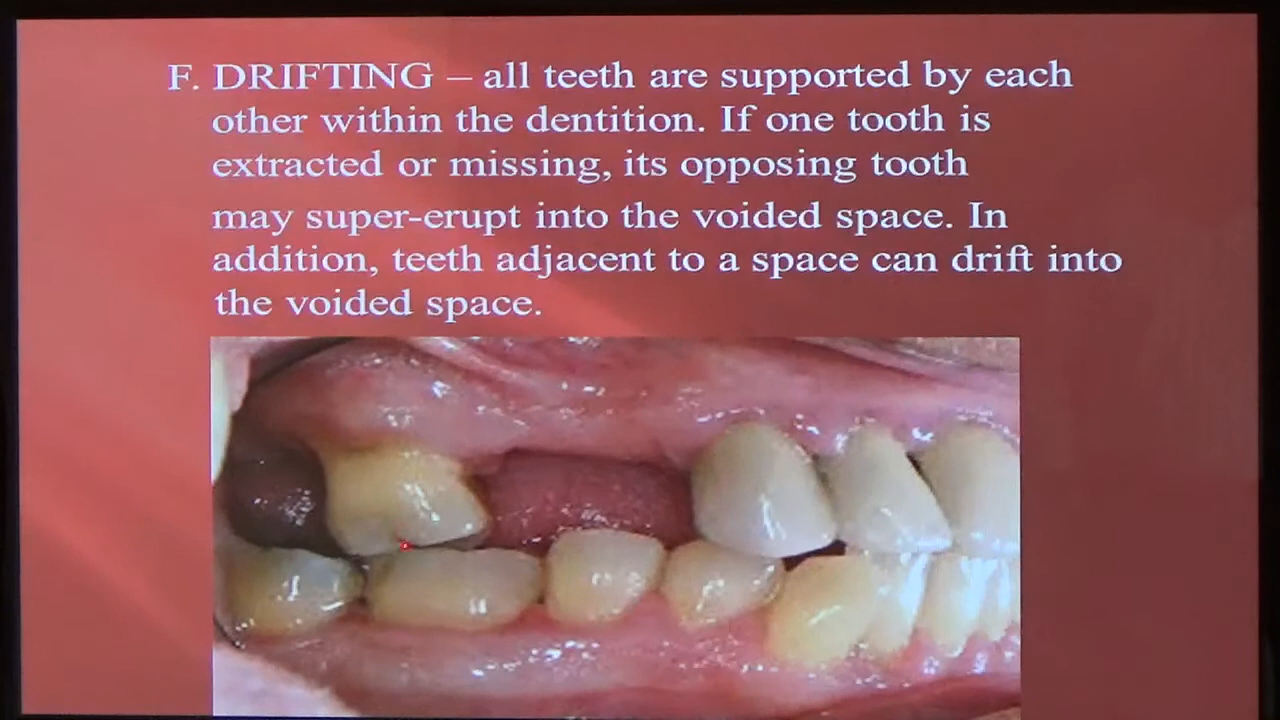 F. DRIFTING – all teeth are supported by each
other within the dentition. If one tooth is
extracted or missing, its opposing tooth
may super-erupt into the voided space. In
addition, teeth adjacent to a space can drift into
the voided space.